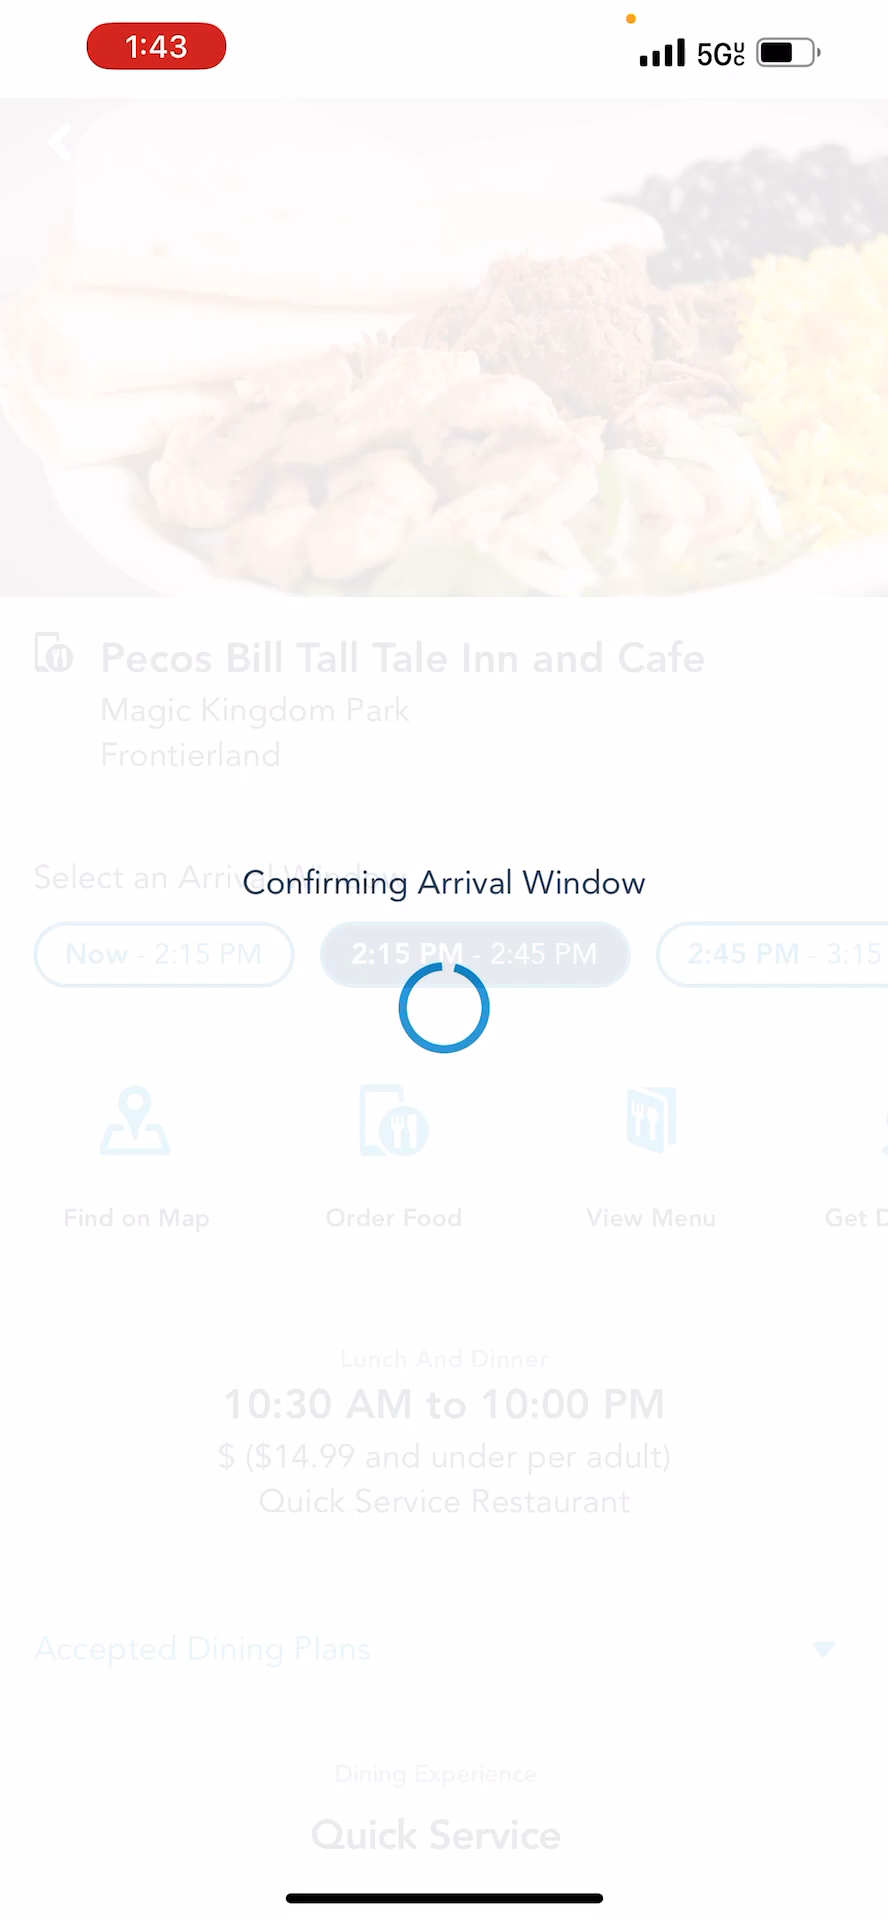 1:43
5G UC
Pecos Bill Tall Tale Inn and Cafe
Magic Kingdom Park
Frontierland
Select an Arrival Window
Confirming Arrival Window
Now - 2:15 PM
2:15 PM - 2:45 PM
2:45 PM - 3:15
Find on Map
Order Food
View Menu
Get D
Lunch And Dinner
10:30 AM to 10:00 PM
$ ($14.99 and under per adult)
Quick Service Restaurant
Accepted Dining Plans
Dining Experience
Quick Service